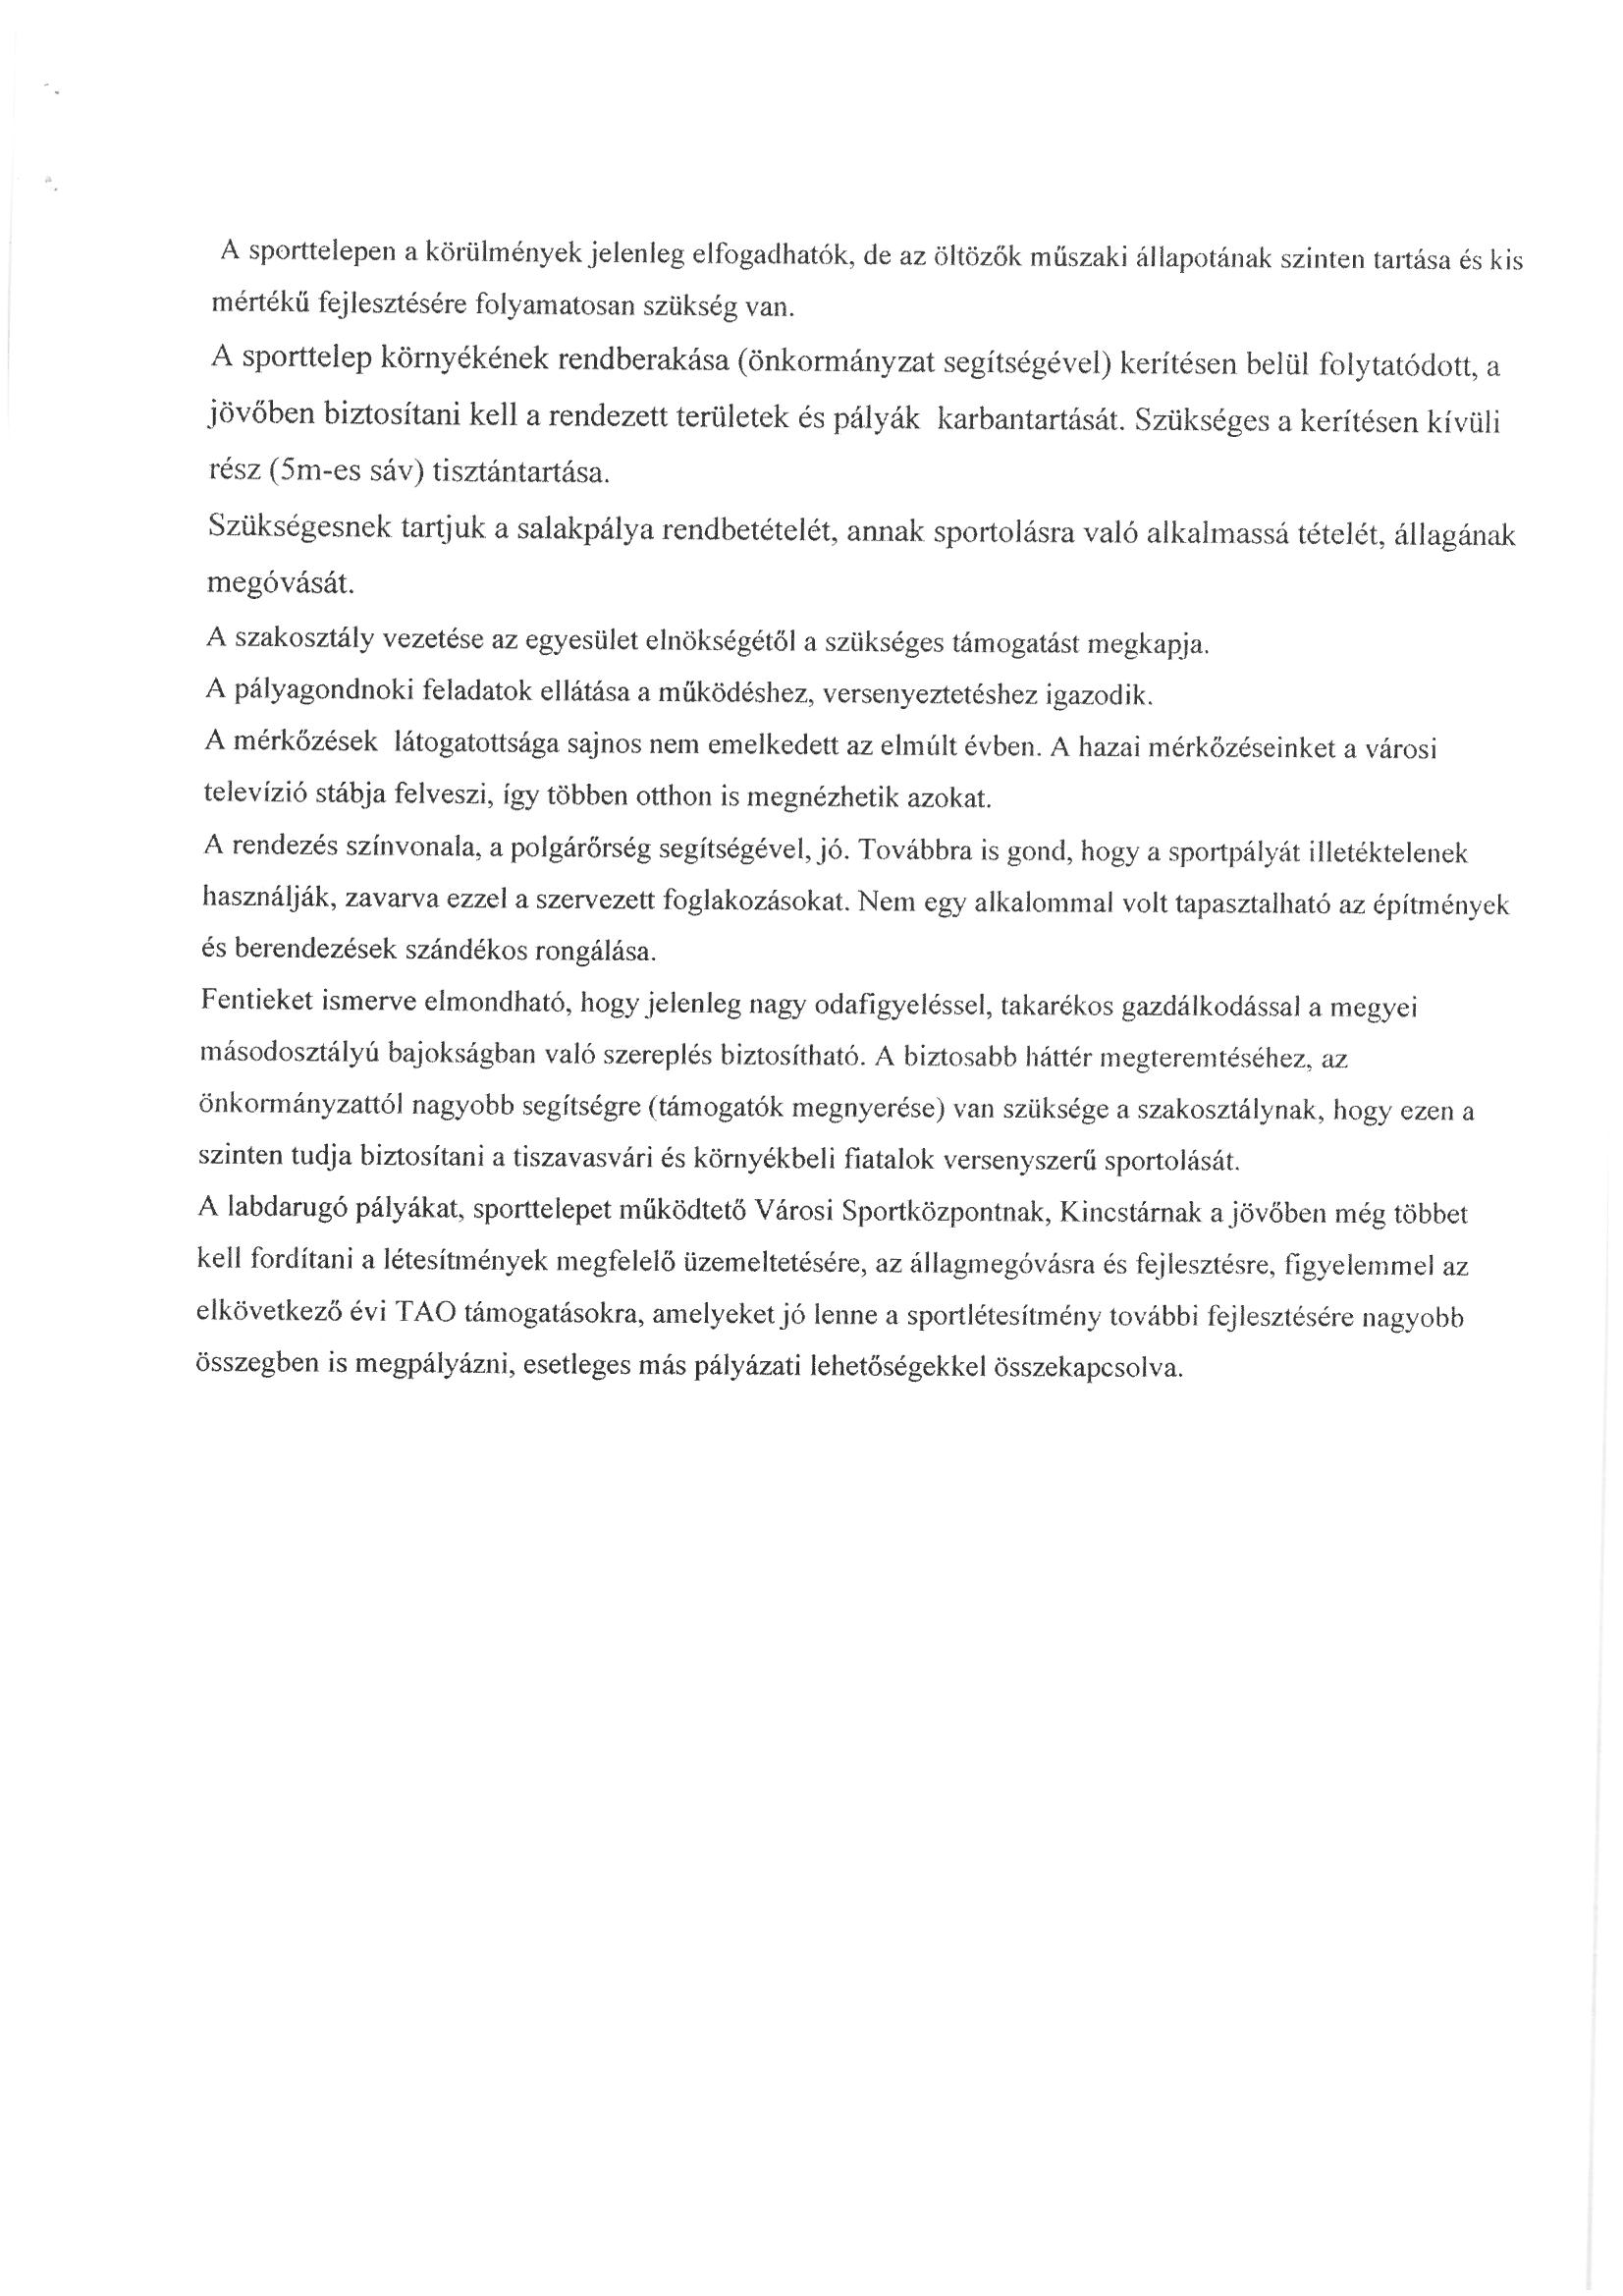 A sporttelepen a körülmények jelenleg elfogadhatók, de az öltözők műszaki állapotának szinten tartása és kis
mértékű fejlesztésére folyamatosan szükség van.
A sporttelep környékének rendberakása (önkormányzat segítségével) kerítésen belül folytatódott, a
jövőben biztosítani kell a rendezett területek és pályák karbantartását. Szükséges a kerítésen kívüli
rész (5m-es sáv) tisztántartása.
Szükségesnek tartjuk a salakpálya rendbetételét, annak sportolásra való alkalmassá tételét, állagának
megóvását.
A szakosztály vezetése az egyesület elnökségétől a szükséges támogatást megkapja.
A pályagondnoki feladatok ellátása a működéshez, versenyeztetéshez igazodik.
A mérkőzések látogatottsága sajnos nem emelkedett az elmúlt évben. A hazai mérkőzéseinket a városi
televízió stábja felveszi, így többen otthon is megnézhetik azokat.
A rendezés színvonala, a polgárőrség segítségével, jó. Továbbra is gond, hogy a sportpályát illetéktelenek
használják, zavarva ezzel a szervezett foglakozásokat. Nem egy alkalommal volt tapasztalható az építmények
és berendezések szándékos rongálása.
Fentieket ismerve elmondható, hogy jelenleg nagy odafigyeléssel, takarékos gazdálkodással a megyei
másodosztályú bajokságban való szereplés biztosítható. A biztosabb háttér megteremtéséhez, az
önkormányzattól nagyobb segítségre (támogatók megnyerése) van szüksége a szakosztálynak, hogy ezen a
szinten tudja biztosítani a tiszavasvári és környékbeli fiatalok versenyszerű sportolását.
A labdarugó pályákat, sporttelepet működtető Városi Sportközpontnak, Kincstárnak a jövőben még többet
kell fordítani a létesítmények megfelelő üzemeltetésére, az állagmegóvásra és fejlesztésre, figyelemmel az
elkövetkező évi TAO támogatásokra, amelyeket jó lenne a sportlétesítmény további fejlesztésére nagyobb
összegben is megpályázni, esetleges más pályázati lehetőségekkel összekapcsolva.